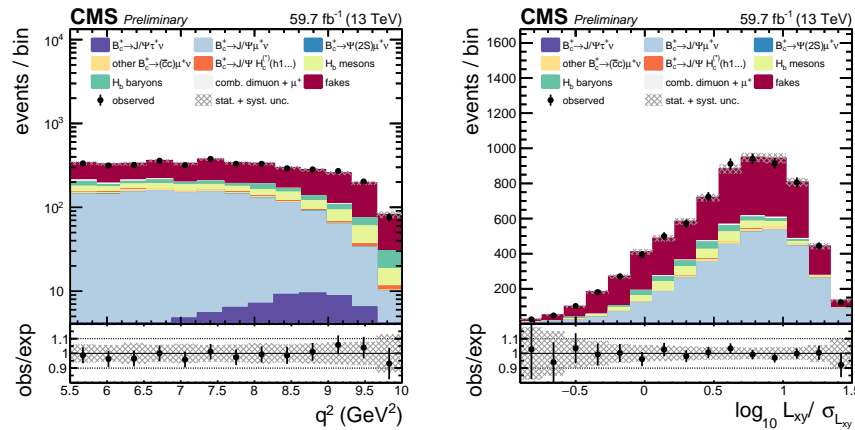 CMS Preliminary 59.7 fb⁻¹ (13 TeV)
B_c⁺→J/Ψτ⁺ν B_c⁺→J/Ψμ⁺ν B_c⁺→Ψ(2S)μ⁺ν
other B_c⁺→(c̅c)μ⁺ν B_c⁺→J/Ψ H_c^(*)(h1...) H_b mesons
H_b baryons comb. dimuon + μ⁺ fakes
observed stat. + syst. unc.
events / bin
10⁴
10³
10²
10
obs/exp
1.1
1
0.9
5.5 6 6.5 7 7.5 8 8.5 9 9.5 10
q² (GeV²)
CMS Preliminary 59.7 fb⁻¹ (13 TeV)
B_c⁺→J/Ψτ⁺ν B_c⁺→J/Ψμ⁺ν B_c⁺→Ψ(2S)μ⁺ν
other B_c⁺→(c̅c)μ⁺ν B_c⁺→J/Ψ H_c^(*)(h1...) H_b mesons
H_b baryons comb. dimuon + μ⁺ fakes
observed stat. + syst. unc.
events / bin
1600
1400
1200
1000
800
600
400
200
obs/exp
1.1
1
0.9
−0.5 0 0.5 1 1.5
log₁₀ L_xy/ σ_L_xy